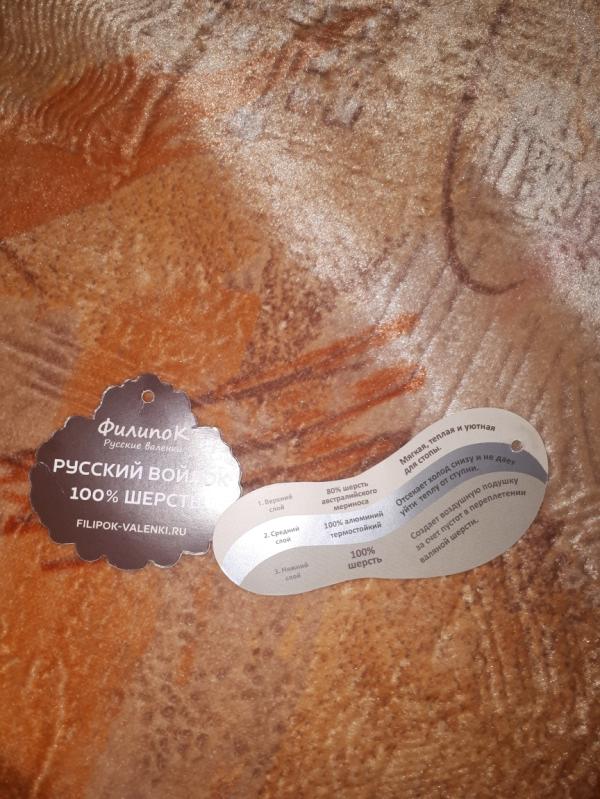 Филипок
Русские валенки
РУССКИЙ ВОЙЛОК
100% ШЕРСТЬ
FILIPOK-VALENKI.RU
1. Верхний
слой
80% шерсть
австралийского
мериноса
Мягкая, теплая и уютная
для стопы.
2. Средний
слой
100% алюминий
термостойкий
Отсекает холод снизу и не дает
уйти теплу от ступни.
3. Нижний
слой
100%
шерсть
Создает воздушную подушку
за счет пустот в переплетении
валяной шерсти.